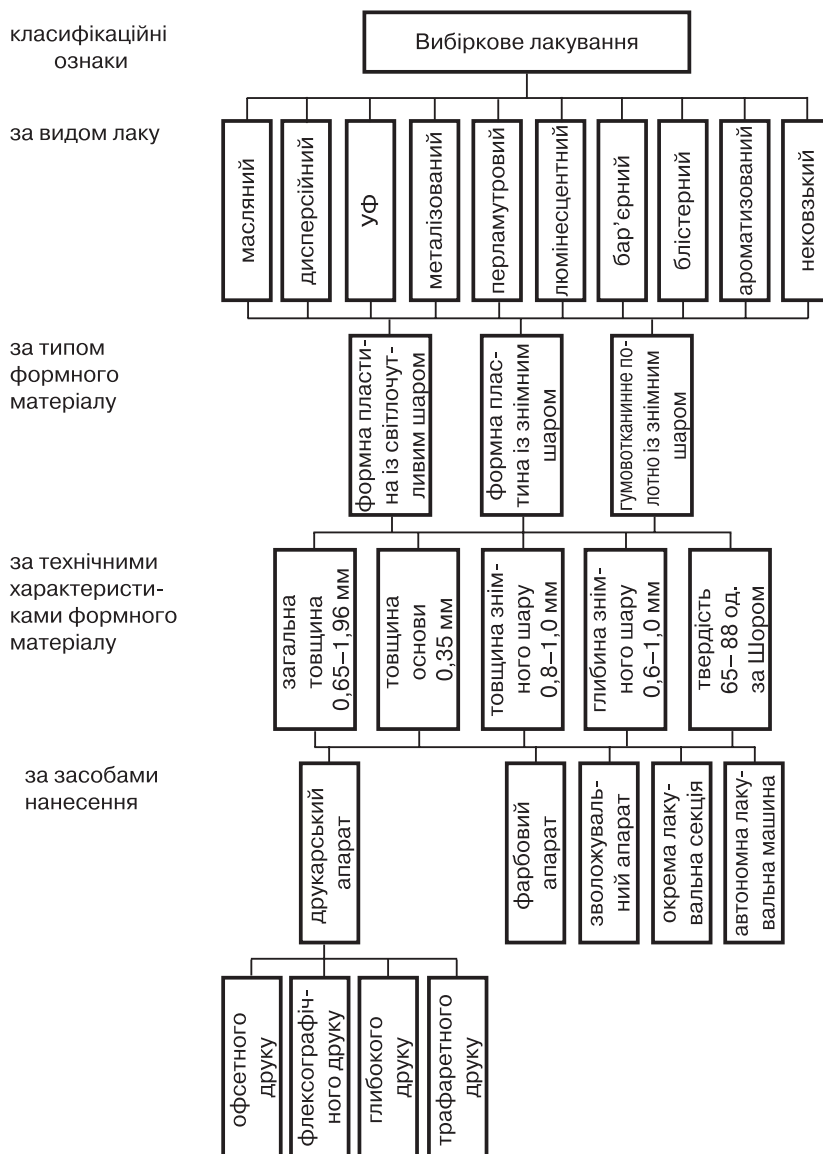 класифікаційні
ознаки
Вибіркове лакування
за видом лаку
масляний
дисперсійний
УФ
металізований
перламутровий
люмінесцентний
бар’єрний
блістерний
ароматизований
нековзький
за типом
формного
матеріалу
формна пласти-
на із світлочут-
ливим шаром
формна плас-
тина із знімним
шаром
гумовотканинне по-
лотно із знімним
шаром
за технічними
характеристи-
ками формного
матеріалу
загальна
товщина
0,65–1,96 мм
товщина
основи
0,35 мм
товщина знім-
ного шару
0,8–1,0 мм
глибина знім-
ного шару
0,6–1,0 мм
твердість
65–88 од.
за Шором
за засобами
нанесення
друкарський
апарат
фарбовий
апарат
зволожуваль-
ний апарат
окрема лаку-
вальна секція
автономна лаку-
вальна машина
офсетного
друку
флексографіч-
ного друку
глибокого
друку
трафаретного
друку